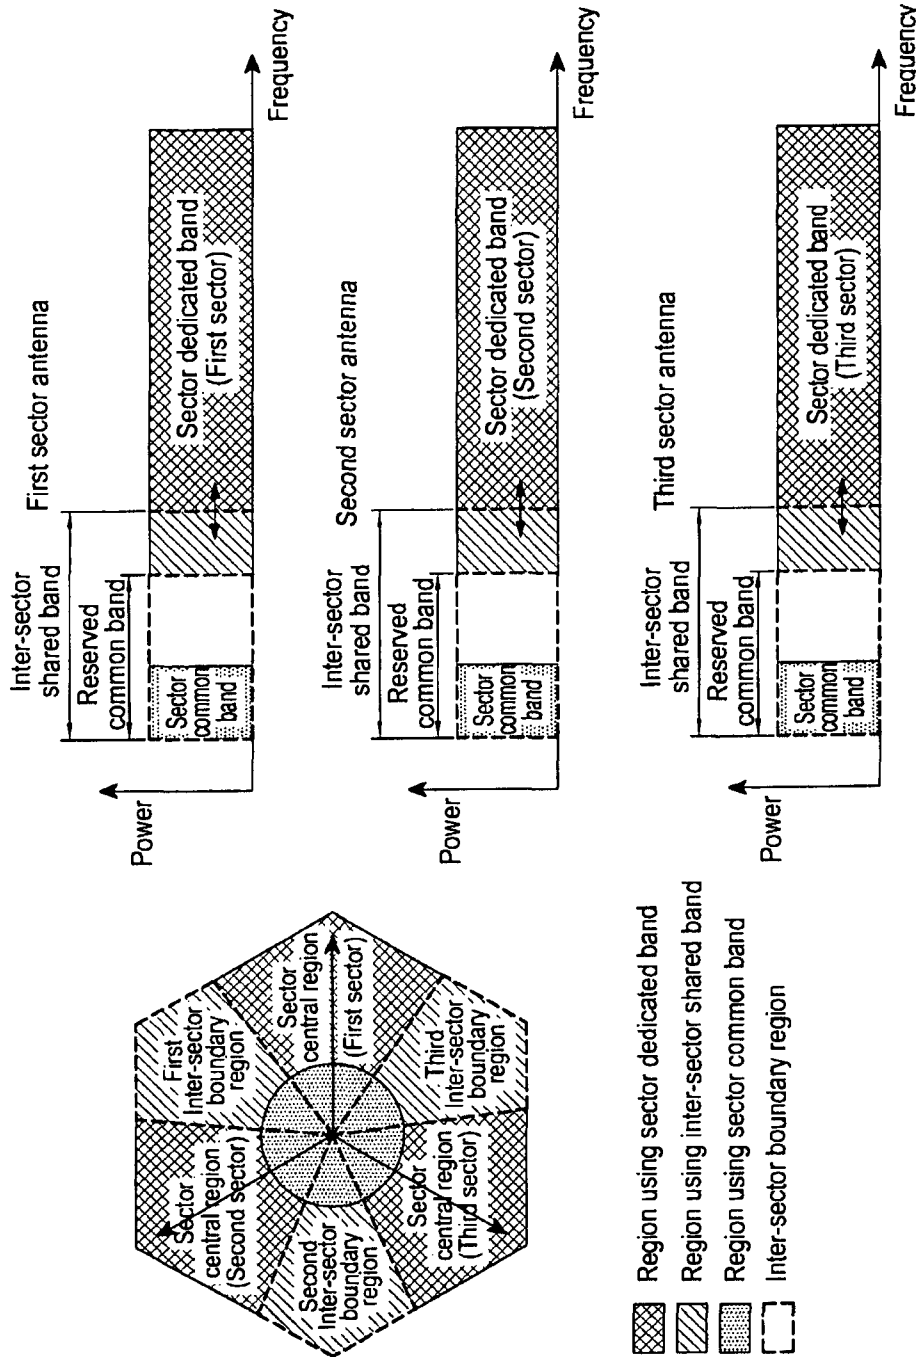 First
Inter-sector
boundary
region
Sector
central region
(Second sector)
Sector
central region
(First sector)
Second
Inter-sector
boundary
region
Third
Inter-sector
boundary
region
Sector
central region
(Third sector)
Region using sector dedicated band
Region using inter-sector shared band
Region using sector common band
Inter-sector boundary region
First sector antenna
Inter-sector
shared band
Reserved
common band
Power
Sector
common
band
Sector dedicated band
(First sector)
Frequency
Second sector antenna
Inter-sector
shared band
Reserved
common band
Power
Sector
common
band
Sector dedicated band
(Second sector)
Frequency
Third sector antenna
Inter-sector
shared band
Reserved
common band
Power
Sector
common
band
Sector dedicated band
(Third sector)
Frequency